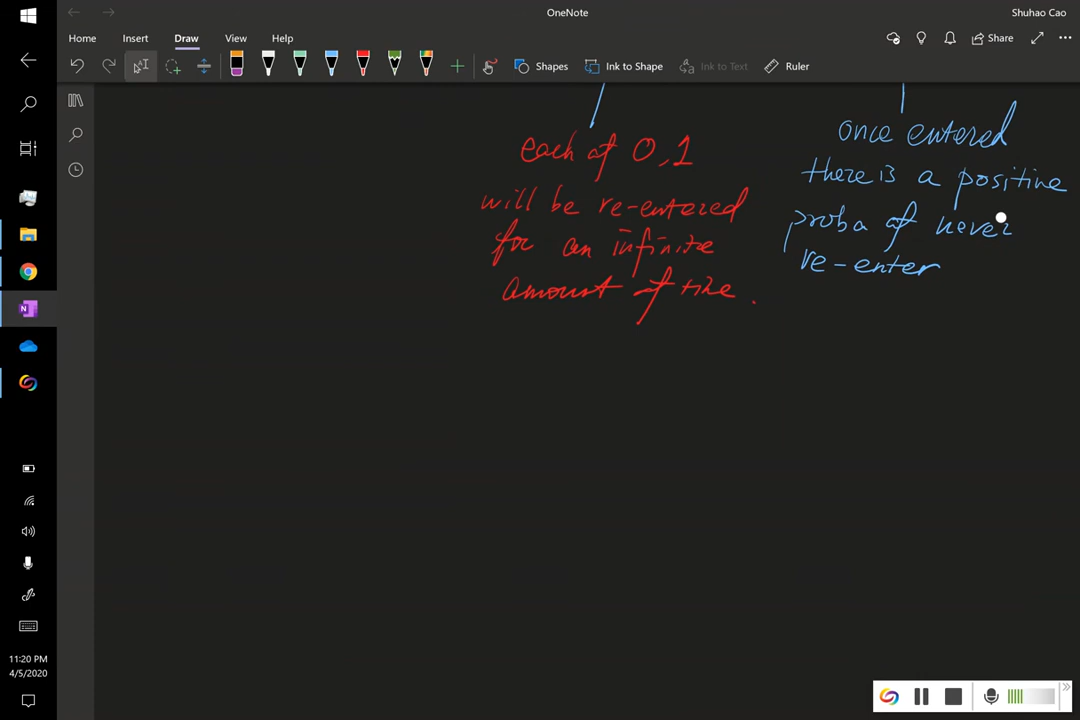 OneNote
Shuhao Cao
Home Insert Draw View Help
Share
Shapes Ink to Shape Ink to Text Ruler
each of 0, 1
will be re-entered
for an infinite
amount of time.
once entered
there is a positive
proba of never
re-enter
N
11:20 PM
4/5/2020